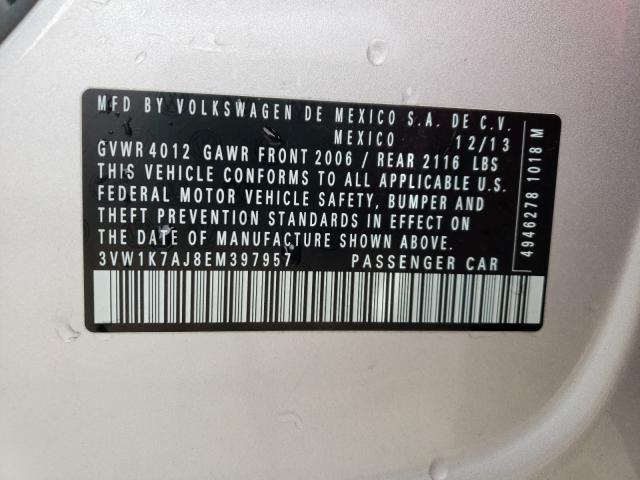 MFD BY VOLKSWAGEN DE MEXICO S.A. DE C.V.
MEXICO 12/13
GVWR 4012 GAWR FRONT 2006 / REAR 2116 LBS
THIS VEHICLE CONFORMS TO ALL APPLICABLE U.S.
FEDERAL MOTOR VEHICLE SAFETY, BUMPER AND
THEFT PREVENTION STANDARDS IN EFFECT ON
THE DATE OF MANUFACTURE SHOWN ABOVE.
3VW1K7AJ8EM397957 PASSENGER CAR
4946278 1018 M